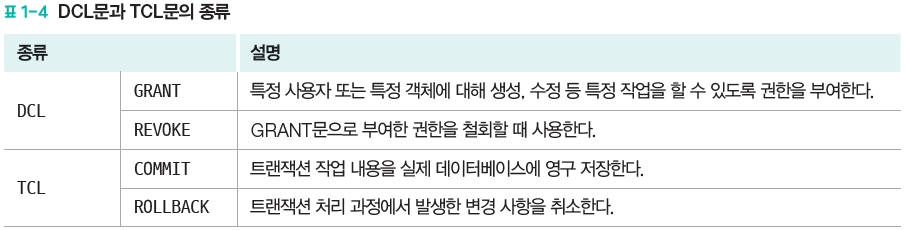 표 1-4 DCL문과 TCL문의 종류
종류 설명
DCL
GRANT 특정 사용자 또는 특정 객체에 대해 생성, 수정 등 특정 작업을 할 수 있도록 권한을 부여한다.
REVOKE GRANT문으로 부여한 권한을 철회할 때 사용한다.
TCL
COMMIT 트랜잭션 작업 내용을 실제 데이터베이스에 영구 저장한다.
ROLLBACK 트랜잭션 처리 과정에서 발생한 변경 사항을 취소한다.